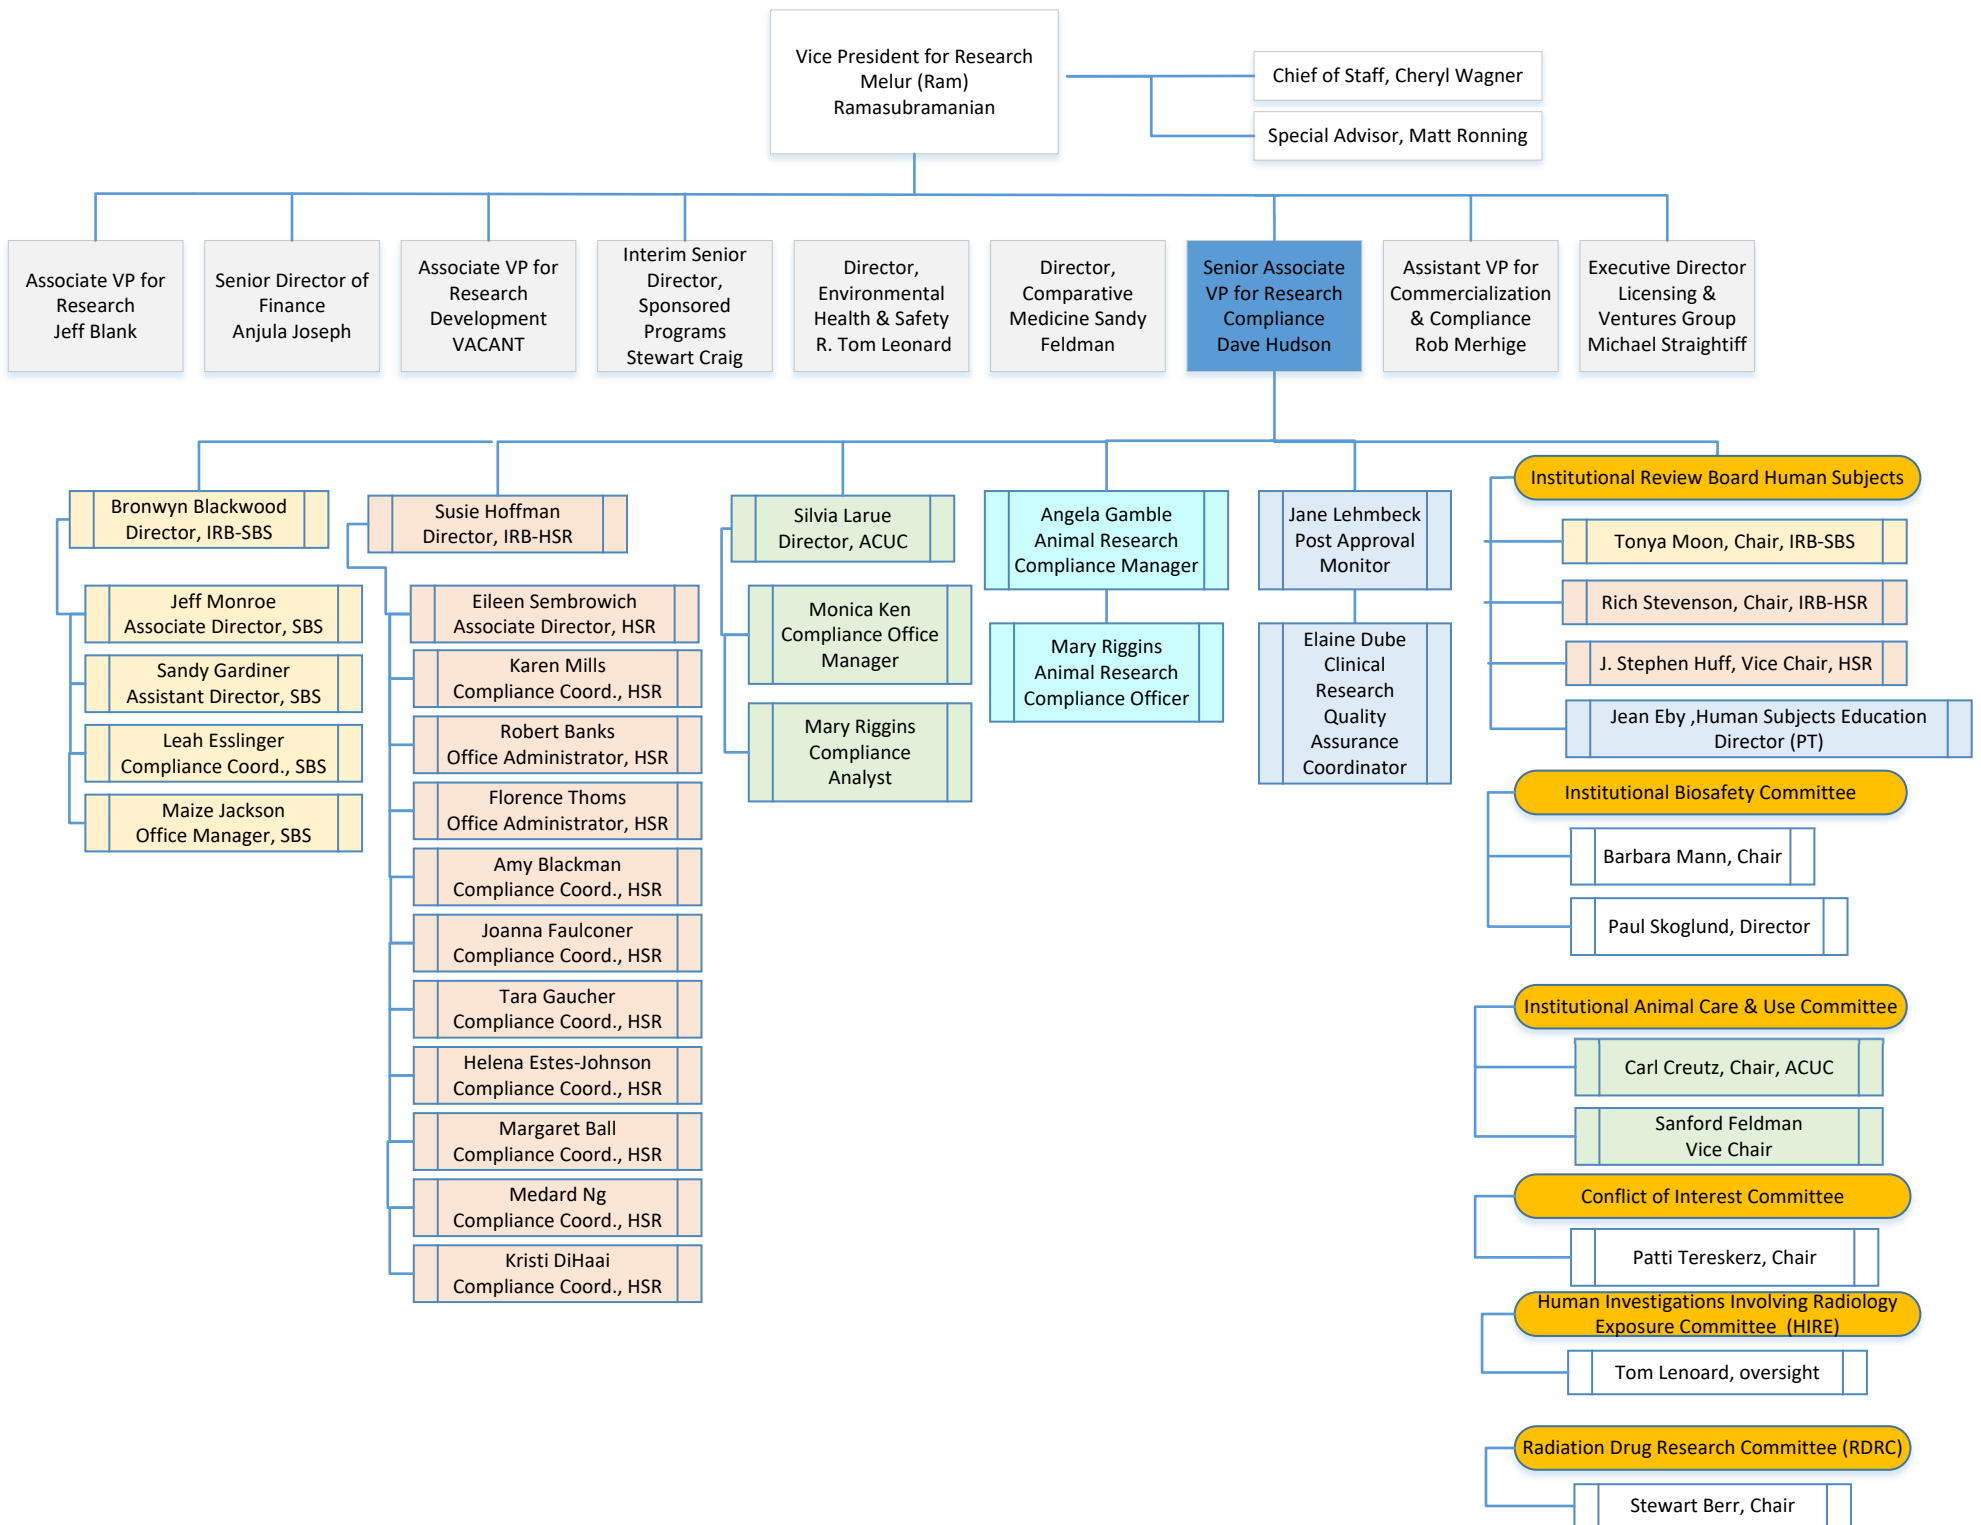 Vice President for Research
Melur (Ram)
Ramasubramanian
Chief of Staff, Cheryl Wagner
Special Advisor, Matt Ronning
Associate VP for
Research
Jeff Blank
Senior Director of
Finance
Anjula Joseph
Associate VP for
Research
Development
VACANT
Interim Senior
Director,
Sponsored
Programs
Stewart Craig
Director,
Environmental
Health & Safety
R. Tom Leonard
Director,
Comparative
Medicine Sandy
Feldman
Senior Associate
VP for Research
Compliance
Dave Hudson
Assistant VP for
Commercialization
& Compliance
Rob Merhige
Executive Director
Licensing &
Ventures Group
Michael Straightiff
Bronwyn Blackwood
Director, IRB-SBS
Jeff Monroe
Associate Director, SBS
Sandy Gardiner
Assistant Director, SBS
Leah Esslinger
Compliance Coord., SBS
Maize Jackson
Office Manager, SBS
Susie Hoffman
Director, IRB-HSR
Eileen Sembrowich
Associate Director, HSR
Karen Mills
Compliance Coord., HSR
Robert Banks
Office Administrator, HSR
Florence Thoms
Office Administrator, HSR
Amy Blackman
Compliance Coord., HSR
Joanna Faulconer
Compliance Coord., HSR
Tara Gaucher
Compliance Coord., HSR
Helena Estes-Johnson
Compliance Coord., HSR
Margaret Ball
Compliance Coord., HSR
Medard Ng
Compliance Coord., HSR
Kristi DiHaai
Compliance Coord., HSR
Silvia Larue
Director, ACUC
Monica Ken
Compliance Office
Manager
Mary Riggins
Compliance
Analyst
Angela Gamble
Animal Research
Compliance Manager
Mary Riggins
Animal Research
Compliance Officer
Jane Lehmbeck
Post Approval
Monitor
Elaine Dube
Clinical
Research
Quality
Assurance
Coordinator
Institutional Review Board Human Subjects
Tonya Moon, Chair, IRB-SBS
Rich Stevenson, Chair, IRB-HSR
J. Stephen Huff, Vice Chair, HSR
Jean Eby ,Human Subjects Education
Director (PT)
Institutional Biosafety Committee
Barbara Mann, Chair
Paul Skoglund, Director
Institutional Animal Care & Use Committee
Carl Creutz, Chair, ACUC
Sanford Feldman
Vice Chair
Conflict of Interest Committee
Patti Tereskerz, Chair
Human Investigations Involving Radiology
Exposure Committee  (HIRE)
Tom Lenoard, oversight
Radiation Drug Research Committee (RDRC)
Stewart Berr, Chair